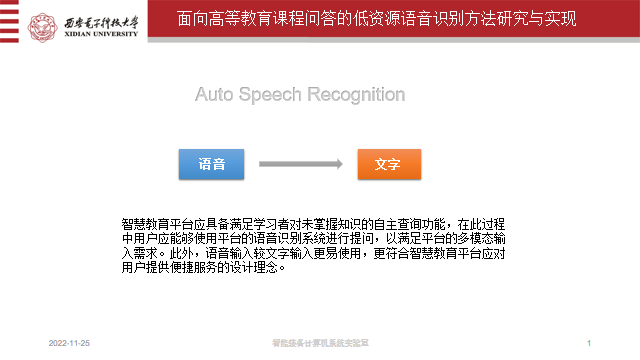 西安电子科技大学
XIDIAN UNIVERSITY
面向高等教育课程问答的低资源语音识别方法研究与实现
Auto Speech Recognition
语音
文字
智慧教育平台应具备满足学习者对未掌握知识的自主查询功能，在此过程
中用户应能够使用平台的语音识别系统进行提问，以满足平台的多模态输
入需求。此外，语音输入较文字输入更易使用，更符合智慧教育平台应对
用户提供便捷服务的设计理念。
2022-11-25
智能装备计算机系统实验室
1